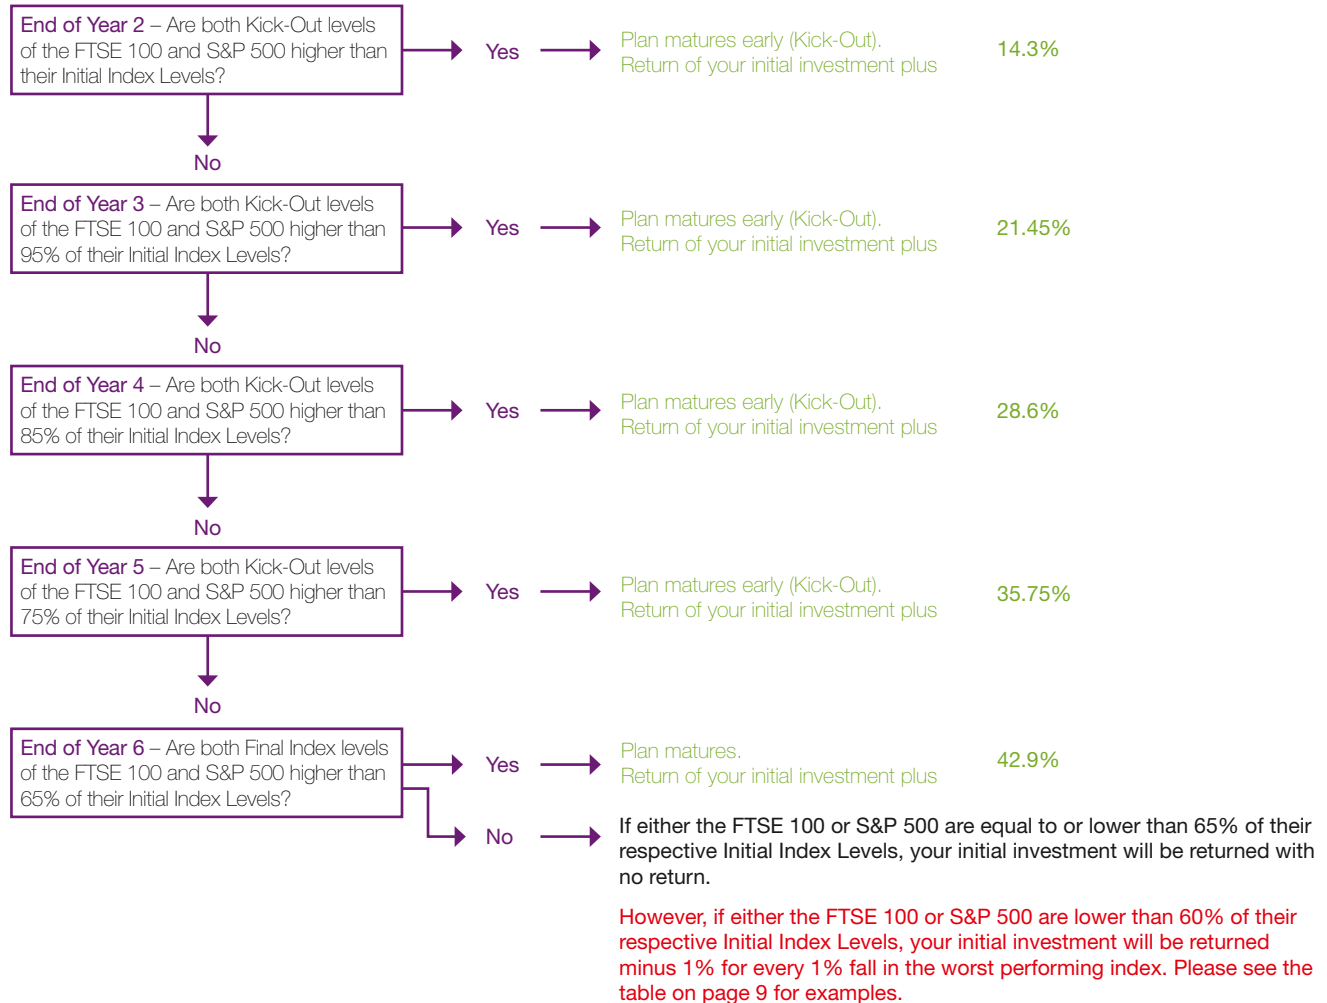 End of Year 2 – Are both Kick-Out levels
of the FTSE 100 and S&P 500 higher than
their Initial Index Levels?
Yes
Plan matures early (Kick-Out).
Return of your initial investment plus
14.3%
No
End of Year 3 – Are both Kick-Out levels
of the FTSE 100 and S&P 500 higher than
95% of their Initial Index Levels?
Yes
Plan matures early (Kick-Out).
Return of your initial investment plus
21.45%
No
End of Year 4 – Are both Kick-Out levels
of the FTSE 100 and S&P 500 higher than
85% of their Initial Index Levels?
Yes
Plan matures early (Kick-Out).
Return of your initial investment plus
28.6%
No
End of Year 5 – Are both Kick-Out levels
of the FTSE 100 and S&P 500 higher than
75% of their Initial Index Levels?
Yes
Plan matures early (Kick-Out).
Return of your initial investment plus
35.75%
No
End of Year 6 – Are both Final Index levels
of the FTSE 100 and S&P 500 higher than
65% of their Initial Index Levels?
Yes
Plan matures.
Return of your initial investment plus
42.9%
No
If either the FTSE 100 or S&P 500 are equal to or lower than 65% of their
respective Initial Index Levels, your initial investment will be returned with
no return.
However, if either the FTSE 100 or S&P 500 are lower than 60% of their
respective Initial Index Levels, your initial investment will be returned
minus 1% for every 1% fall in the worst performing index. Please see the
table on page 9 for examples.